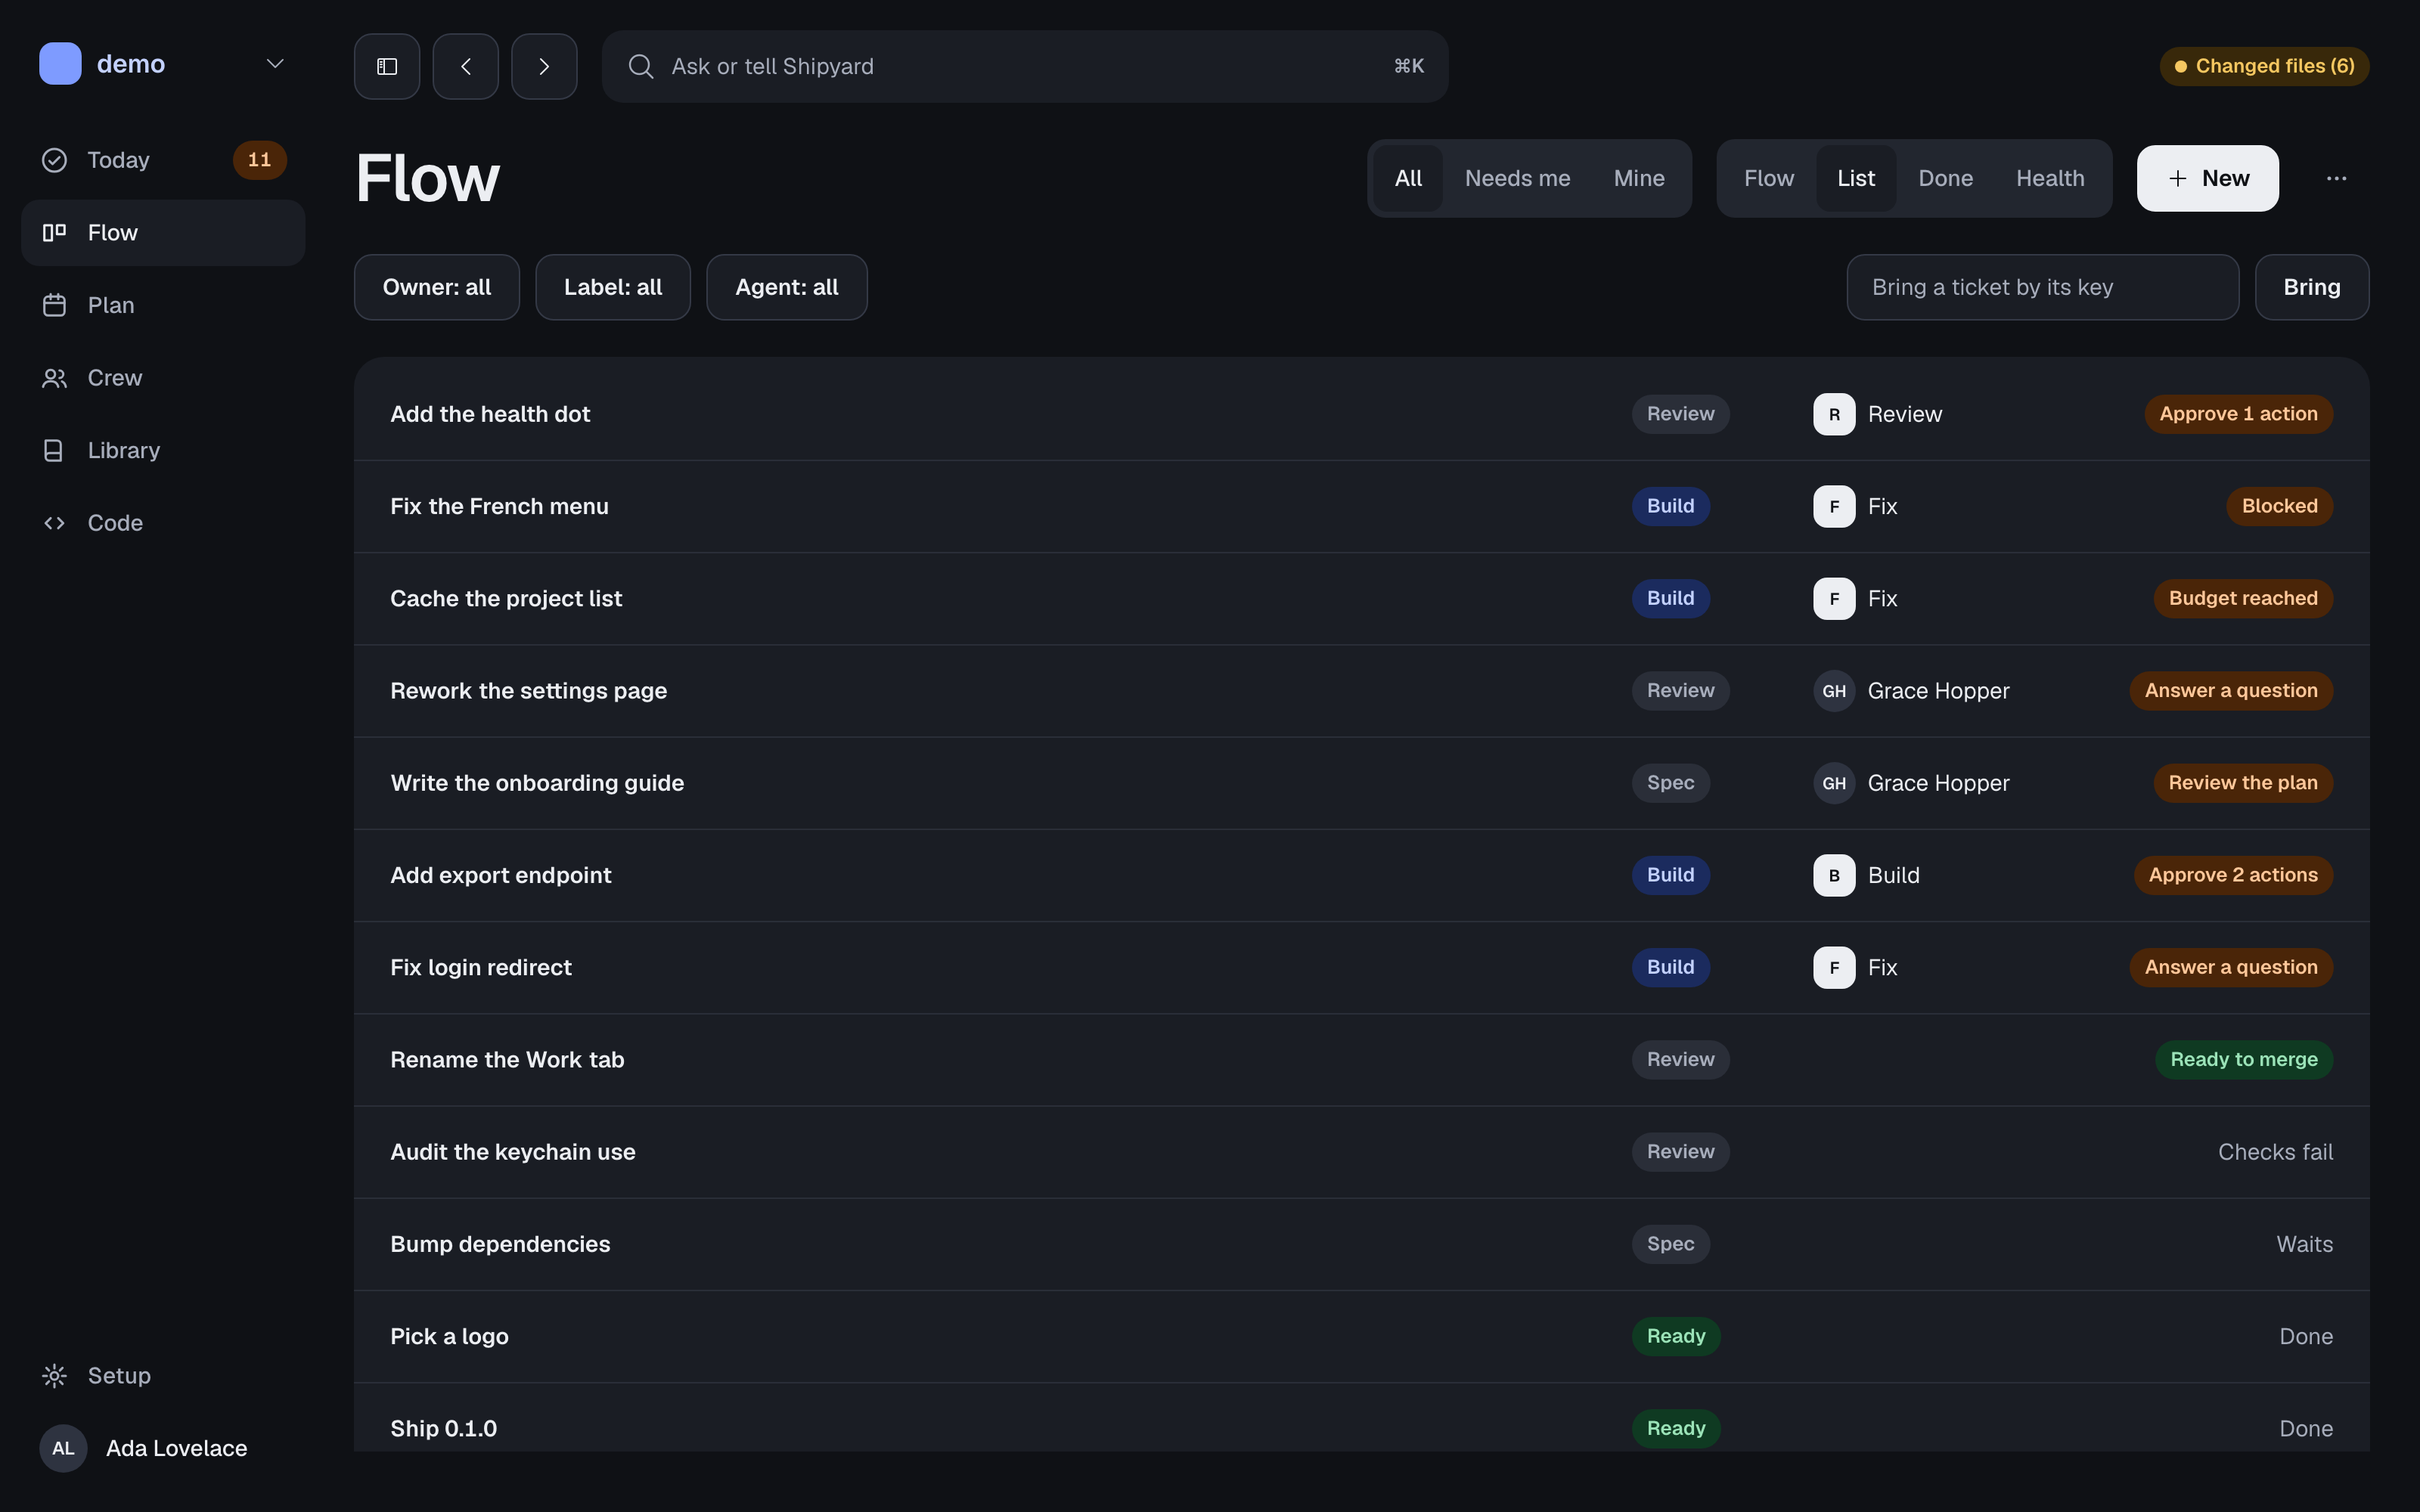 demo
Ask or tell Shipyard ⌘K
Changed files (6)
Today 11
Flow
Plan
Crew
Library
Code
Setup
AL Ada Lovelace
Flow
All Needs me Mine
Flow List Done Health
+ New
Owner: all Label: all Agent: all
Bring a ticket by its key Bring
Add the health dot Review R Review Approve 1 action
Fix the French menu Build F Fix Blocked
Cache the project list Build F Fix Budget reached
Rework the settings page Review GH Grace Hopper Answer a question
Write the onboarding guide Spec GH Grace Hopper Review the plan
Add export endpoint Build B Build Approve 2 actions
Fix login redirect Build F Fix Answer a question
Rename the Work tab Review Ready to merge
Audit the keychain use Review Checks fail
Bump dependencies Spec Waits
Pick a logo Ready Done
Ship 0.1.0 Ready Done